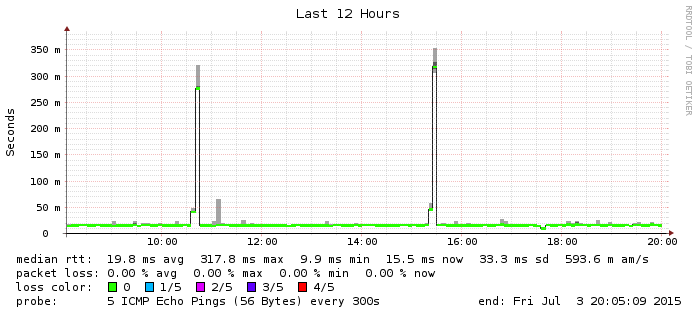 Last 12 Hours
RRDTOOL / TOBI OETIKER
Seconds
350 m
300 m
250 m
200 m
150 m
100 m
50 m
0
10:00 12:00 14:00 16:00 18:00 20:00
median rtt: 19.8 ms avg 317.8 ms max 9.9 ms min 15.5 ms now 33.3 ms sd 593.6 m am/s
packet loss: 0.00 % avg 0.00 % max 0.00 % min 0.00 % now
loss color: 0 1/5 2/5 3/5 4/5
probe: 5 ICMP Echo Pings (56 Bytes) every 300s end: Fri Jul 3 20:05:09 2015